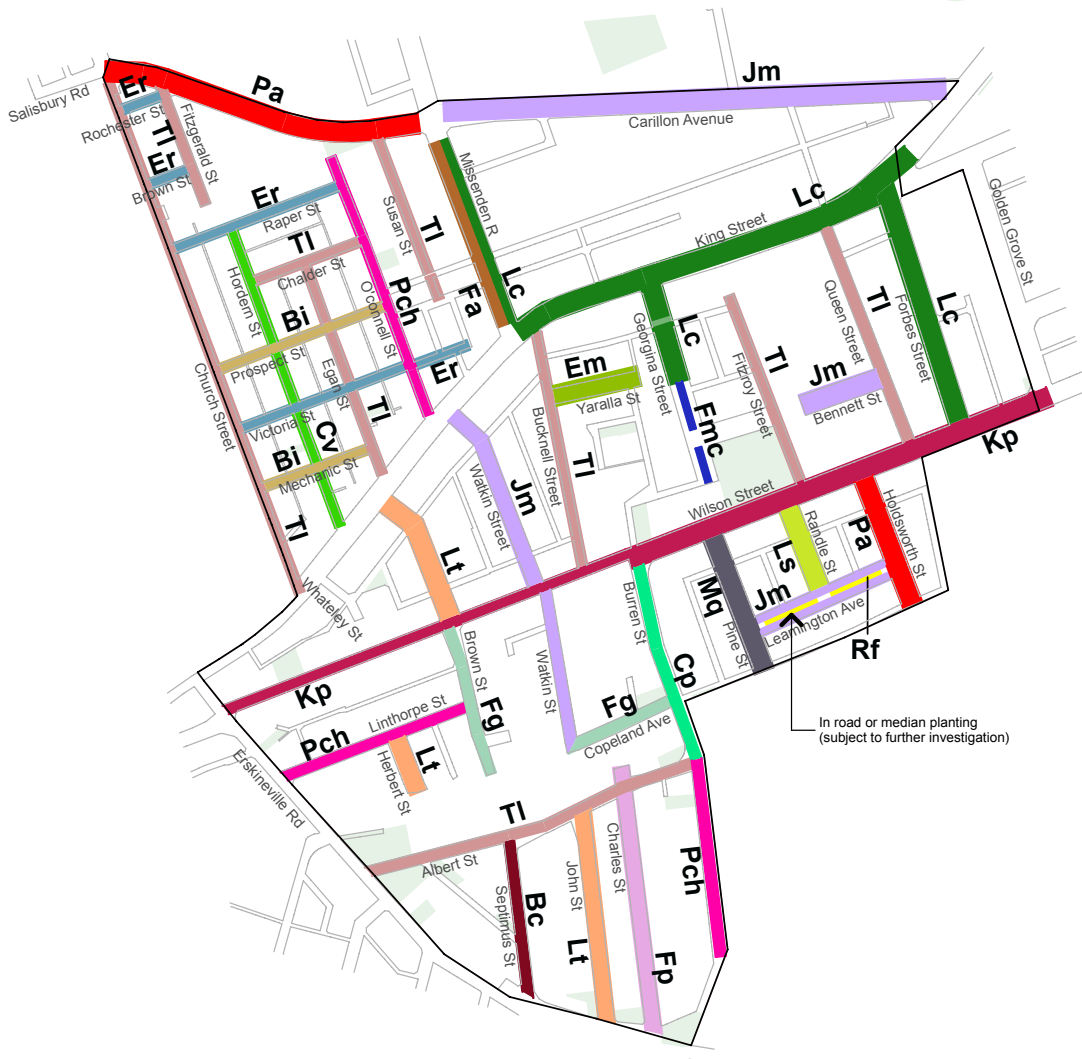 Jm
Pa
Er
Salisbury Rd
Rochester St
Fitzgerald St
Tl
Carillon Avenue
Er
Brown St
Missenden R
Er
Raper St
Susan St
Tl
Lc
King Street
Golden Grove St
Tl
Chalder St
Hordern St
O'connell St
Pch
Fa
Lc
Queen Street
Tl
Forbes Street
Lc
Bi
Prospect St
Georgina Street
Lc
Fitzroy Street
Tl
Em
Yaralla St
Er
Egan St
Tl
Church Street
Victoria St
Cv
Jm
Bennett St
Fmc
Bucknell Street
Tl
Kp
Bi
Mechanic St
Watkin Street
Jm
Wilson Street
Tl
Lt
Randle St
Ls
Pa
Holdsworth St
Whateley St
Burren St
Mq
Pine St
Jm
Leamington Ave
Rf
Brown St
Watkin St
Cp
Kp
Fg
Fg
Copeland Ave
Linthorpe St
Pch
In road or median planting
(subject to further investigation)
Herbert St
Lt
Erskineville Rd
Tl
Albert St
Charles St
Pch
John St
Septimus St
Bc
Lt
Fp